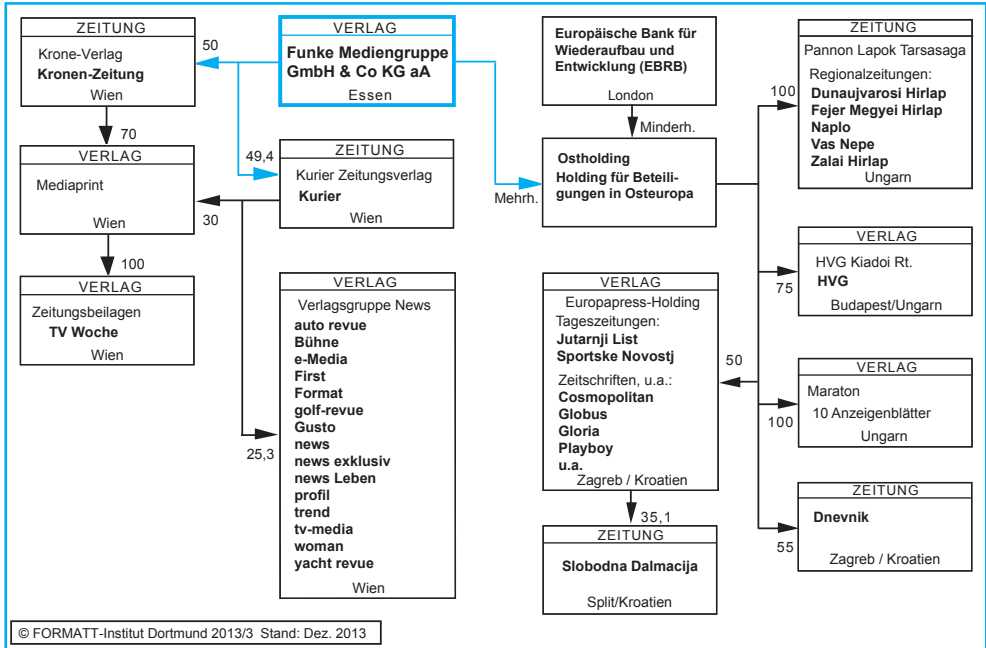 ZEITUNG
Krone-Verlag
Kronen-Zeitung
Wien
50
VERLAG
Funke Mediengruppe
GmbH & Co KG aA
Essen
Europäische Bank für
Wiederaufbau und
Entwicklung (EBRB)
London
ZEITUNG
Pannon Lapok Tarsasaga
Regionalzeitungen:
Dunaujvarosi Hirlap
Fejer Megyei Hirlap
Naplo
Vas Nepe
Zalai Hirlap
Ungarn
100
70
Minderh.
VERLAG
Mediaprint
Wien
49,4
ZEITUNG
Kurier Zeitungsverlag
Kurier
Wien
30
Mehrh.
Ostholding
Holding für Beteili-
gungen in Osteuropa
100
VERLAG
Zeitungsbeilagen
TV Woche
Wien
VERLAG
Verlagsgruppe News
auto revue
Bühne
e-Media
First
Format
golf-revue
Gusto
news
news exklusiv
news Leben
profil
trend
tv-media
woman
yacht revue
Wien
25,3
VERLAG
Europapress-Holding
Tageszeitungen:
Jutarnji List
Sportske Novostj
Zeitschriften, u.a.:
Cosmopolitan
Globus
Gloria
Playboy
u.a.
Zagreb / Kroatien
50
VERLAG
HVG Kiadoi Rt.
HVG
Budapest/Ungarn
75
VERLAG
Maraton
10 Anzeigenblätter
Ungarn
100
35,1
ZEITUNG
Slobodna Dalmacija
Split/Kroatien
ZEITUNG
Dnevnik
Zagreb / Kroatien
55
© FORMATT-Institut Dortmund 2013/3 Stand: Dez. 2013